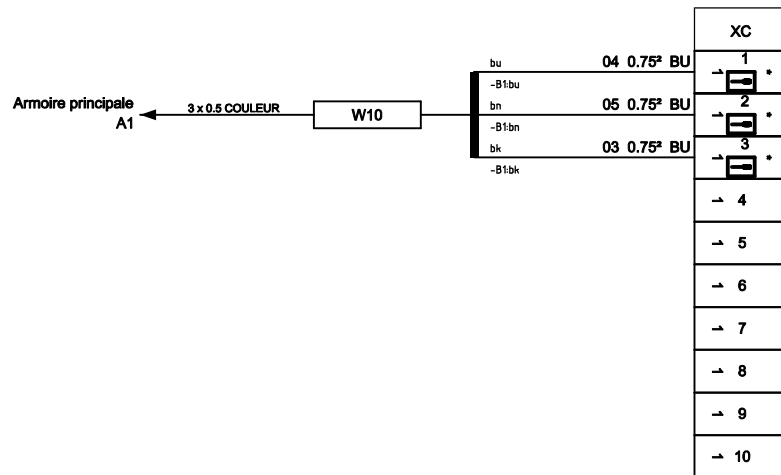 XC
bu 04 0.75² BU 1 *
-B1:bu
Armoire principale
A1
3 x 0.5 COULEUR
W10
bn 05 0.75² BU 2 *
-B1:bn
bk 03 0.75² BU 3 *
-B1:bk
4
5
6
7
8
9
10